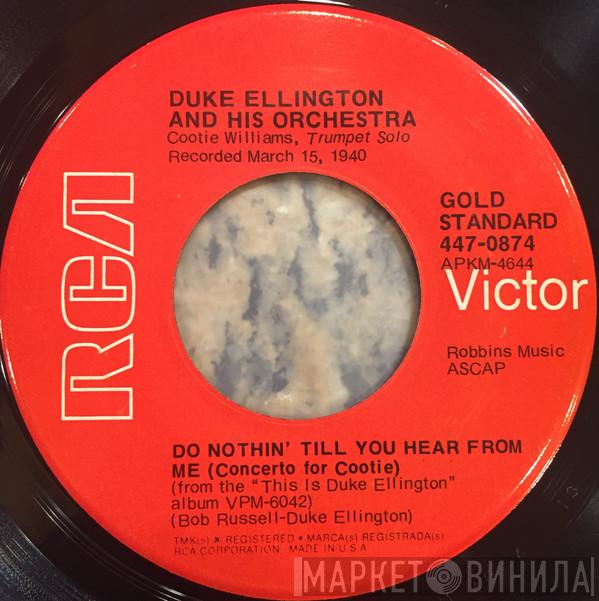 DUKE ELLINGTON
AND HIS ORCHESTRA
Cootie Williams, Trumpet Solo
Recorded March 15, 1940
RCA
GOLD
STANDARD
447-0874
APKM-4644
Victor
Robbins Music
ASCAP
DO NOTHIN' TILL YOU HEAR FROM
ME (Concerto for Cootie)
(from the "This Is Duke Ellington"
album VPM-6042)
(Bob Russell-Duke Ellington)
TMK(s) ® REGISTERED • MARCA(s) REGISTRADA(s)
RCA CORPORATION MADE IN U.S.A
МАРКЕТ ВИНИЛА